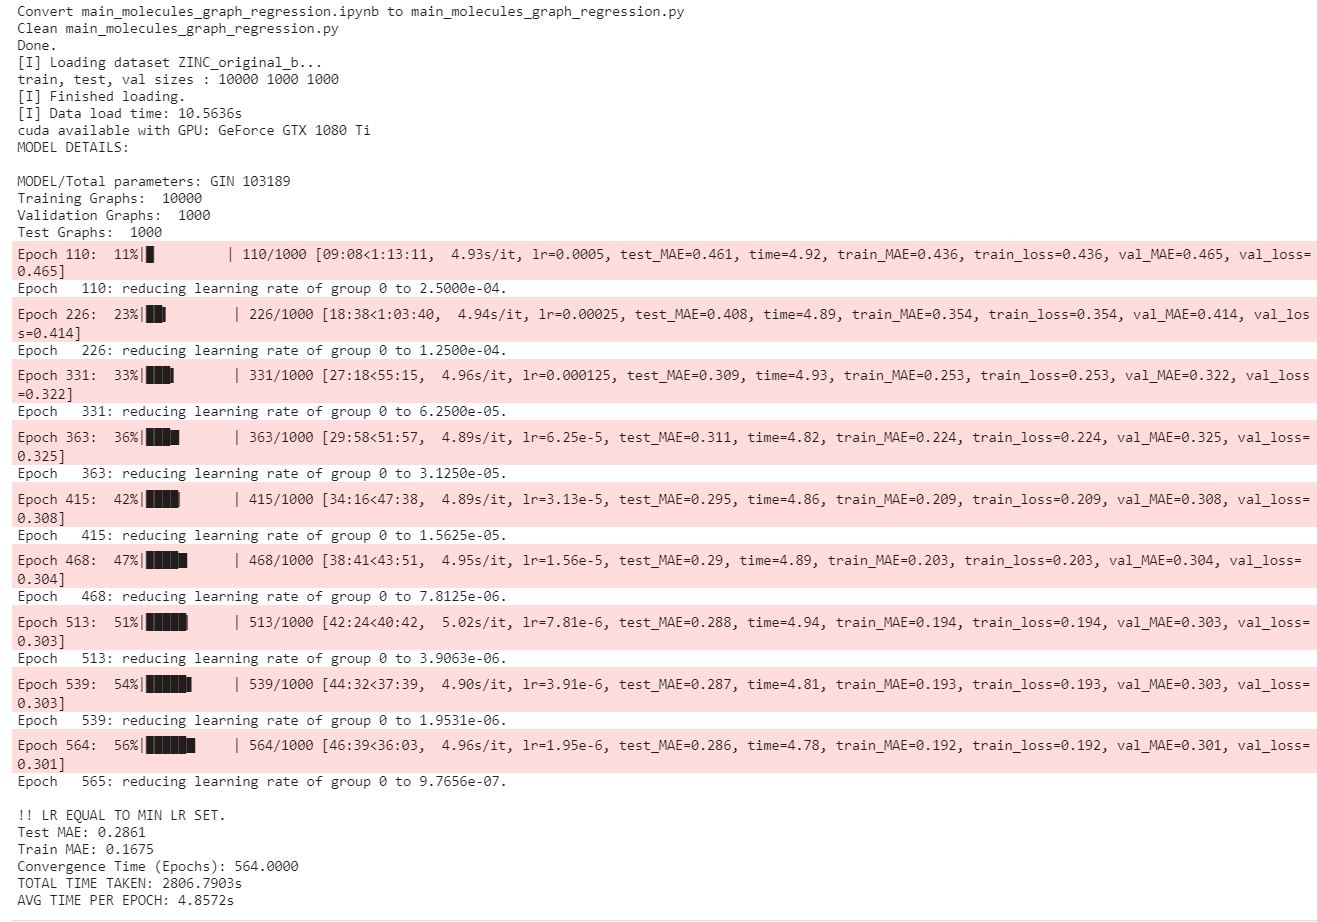 Convert main_molecules_graph_regression.ipynb to main_molecules_graph_regression.py
Clean main_molecules_graph_regression.py
Done.
[I] Loading dataset ZINC_original_b...
train, test, val sizes : 10000 1000 1000
[I] Finished loading.
[I] Data load time: 10.5636s
cuda available with GPU: GeForce GTX 1080 Ti
MODEL DETAILS:
MODEL/Total parameters: GIN 103189
Training Graphs:  10000
Validation Graphs:  1000
Test Graphs:  1000
Epoch 110:  11%|█         | 110/1000 [09:08<1:13:11,  4.93s/it, lr=0.0005, test_MAE=0.461, time=4.92, train_MAE=0.436, train_loss=0.436, val_MAE=0.465, val_loss=
0.465]
Epoch   110: reducing learning rate of group 0 to 2.5000e-04.
Epoch 226:  23%|██▎       | 226/1000 [18:38<1:03:40,  4.94s/it, lr=0.00025, test_MAE=0.408, time=4.89, train_MAE=0.354, train_loss=0.354, val_MAE=0.414, val_los
s=0.414]
Epoch   226: reducing learning rate of group 0 to 1.2500e-04.
Epoch 331:  33%|███▎      | 331/1000 [27:18<55:15,  4.96s/it, lr=0.000125, test_MAE=0.309, time=4.93, train_MAE=0.253, train_loss=0.253, val_MAE=0.322, val_loss
=0.322]
Epoch   331: reducing learning rate of group 0 to 6.2500e-05.
Epoch 363:  36%|███▋      | 363/1000 [29:58<51:57,  4.89s/it, lr=6.25e-5, test_MAE=0.311, time=4.82, train_MAE=0.224, train_loss=0.224, val_MAE=0.325, val_loss=
0.325]
Epoch   363: reducing learning rate of group 0 to 3.1250e-05.
Epoch 415:  42%|████▏     | 415/1000 [34:16<47:38,  4.89s/it, lr=3.13e-5, test_MAE=0.295, time=4.86, train_MAE=0.209, train_loss=0.209, val_MAE=0.308, val_loss=
0.308]
Epoch   415: reducing learning rate of group 0 to 1.5625e-05.
Epoch 468:  47%|████▋     | 468/1000 [38:41<43:51,  4.95s/it, lr=1.56e-5, test_MAE=0.29, time=4.89, train_MAE=0.203, train_loss=0.203, val_MAE=0.304, val_loss=
0.304]
Epoch   468: reducing learning rate of group 0 to 7.8125e-06.
Epoch 513:  51%|█████▏    | 513/1000 [42:24<40:42,  5.02s/it, lr=7.81e-6, test_MAE=0.288, time=4.94, train_MAE=0.194, train_loss=0.194, val_MAE=0.303, val_loss=
0.303]
Epoch   513: reducing learning rate of group 0 to 3.9063e-06.
Epoch 539:  54%|█████▍    | 539/1000 [44:32<37:39,  4.90s/it, lr=3.91e-6, test_MAE=0.287, time=4.81, train_MAE=0.193, train_loss=0.193, val_MAE=0.303, val_loss=
0.303]
Epoch   539: reducing learning rate of group 0 to 1.9531e-06.
Epoch 564:  56%|█████▋    | 564/1000 [46:39<36:03,  4.96s/it, lr=1.95e-6, test_MAE=0.286, time=4.78, train_MAE=0.192, train_loss=0.192, val_MAE=0.301, val_loss=
0.301]
Epoch   565: reducing learning rate of group 0 to 9.7656e-07.
!! LR EQUAL TO MIN LR SET.
Test MAE: 0.2861
Train MAE: 0.1675
Convergence Time (Epochs): 564.0000
TOTAL TIME TAKEN: 2806.7903s
AVG TIME PER EPOCH: 4.8572s